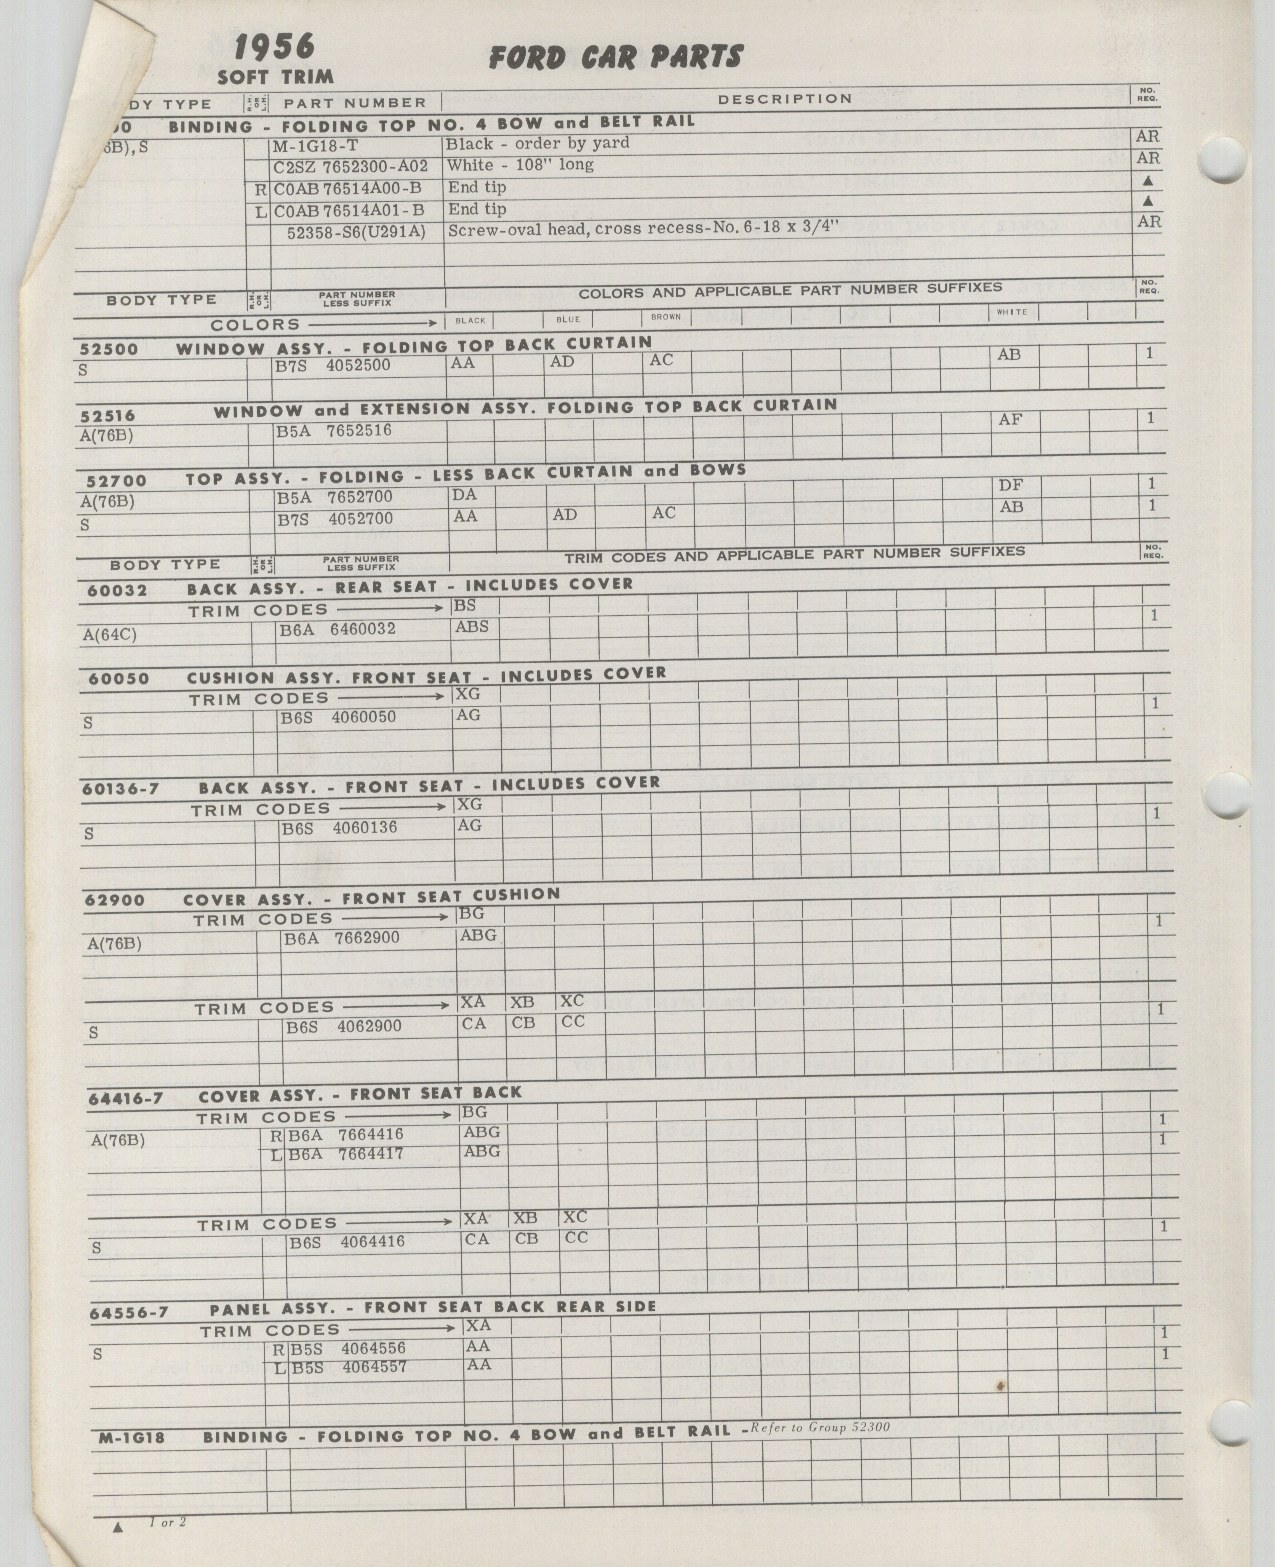 1956
SOFT TRIM
FORD CAR PARTS
DY TYPE R.H. OR L.H. PART NUMBER DESCRIPTION NO. REQ.
00 BINDING - FOLDING TOP NO. 4 BOW and BELT RAIL
6B), S M-1G18-T Black - order by yard AR
C2SZ 7652300-A02 White - 108" long AR
R C0AB 76514A00-B End tip ▲
L C0AB 76514A01-B End tip ▲
52358-S6(U291A) Screw-oval head, cross recess-No. 6-18 x 3/4" AR
BODY TYPE R.H. OR L.H. PART NUMBER LESS SUFFIX COLORS AND APPLICABLE PART NUMBER SUFFIXES NO. REQ.
COLORS → BLACK BLUE BROWN WHITE
52500 WINDOW ASSY. - FOLDING TOP BACK CURTAIN
S B7S 4052500 AA AD AC AB 1
52516 WINDOW and EXTENSION ASSY. FOLDING TOP BACK CURTAIN
A(76B) B5A 7652516 AF 1
52700 TOP ASSY. - FOLDING - LESS BACK CURTAIN and BOWS
A(76B) B5A 7652700 DA DF 1
S B7S 4052700 AA AD AC AB 1
BODY TYPE R.H. OR L.H. PART NUMBER LESS SUFFIX TRIM CODES AND APPLICABLE PART NUMBER SUFFIXES NO. REQ.
60032 BACK ASSY. - REAR SEAT - INCLUDES COVER
TRIM CODES → BS
A(64C) B6A 6460032 ABS 1
60050 CUSHION ASSY. FRONT SEAT - INCLUDES COVER
TRIM CODES → XG
S B6S 4060050 AG 1
60136-7 BACK ASSY. - FRONT SEAT - INCLUDES COVER
TRIM CODES → XG
S B6S 4060136 AG 1
62900 COVER ASSY. - FRONT SEAT CUSHION
TRIM CODES → BG
A(76B) B6A 7662900 ABG 1
TRIM CODES → XA XB XC
S B6S 4062900 CA CB CC 1
64416-7 COVER ASSY. - FRONT SEAT BACK
TRIM CODES → BG
A(76B) R B6A 7664416 ABG 1
L B6A 7664417 ABG 1
TRIM CODES → XA XB XC
S B6S 4064416 CA CB CC 1
64556-7 PANEL ASSY. - FRONT SEAT BACK REAR SIDE
TRIM CODES → XA
S R B5S 4064556 AA 1
L B5S 4064557 AA 1
M-1G18 BINDING - FOLDING TOP NO. 4 BOW and BELT RAIL -Refer to Group 52300
▲ 1 or 2